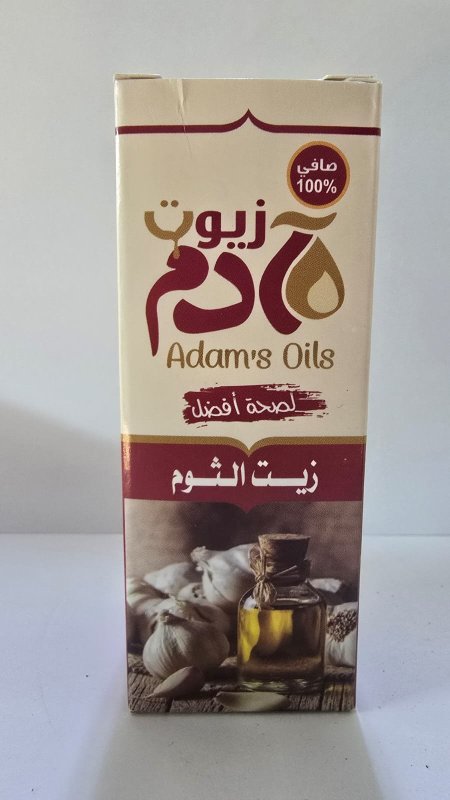 صافي
100%
زيوت
آدم
Adam's Oils
لصحة أفضل
زيت الثوم